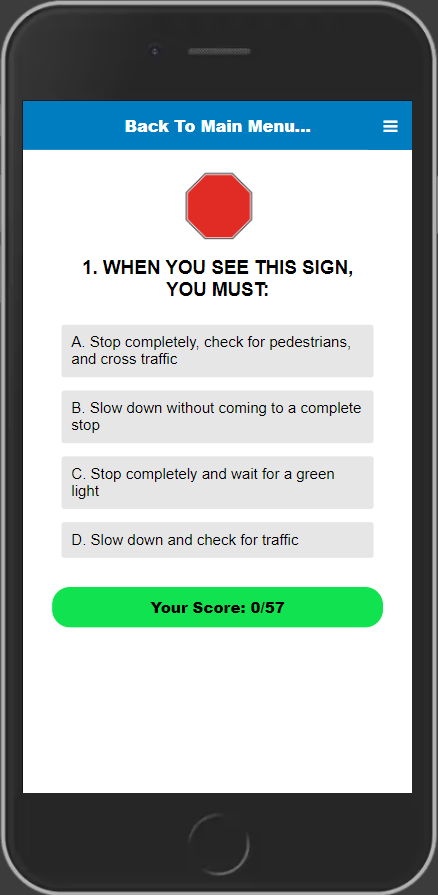 Back To Main Menu...
1. WHEN YOU SEE THIS SIGN,
YOU MUST:
A. Stop completely, check for pedestrians,
and cross traffic
B. Slow down without coming to a complete
stop
C. Stop completely and wait for a green
light
D. Slow down and check for traffic
Your Score: 0/57